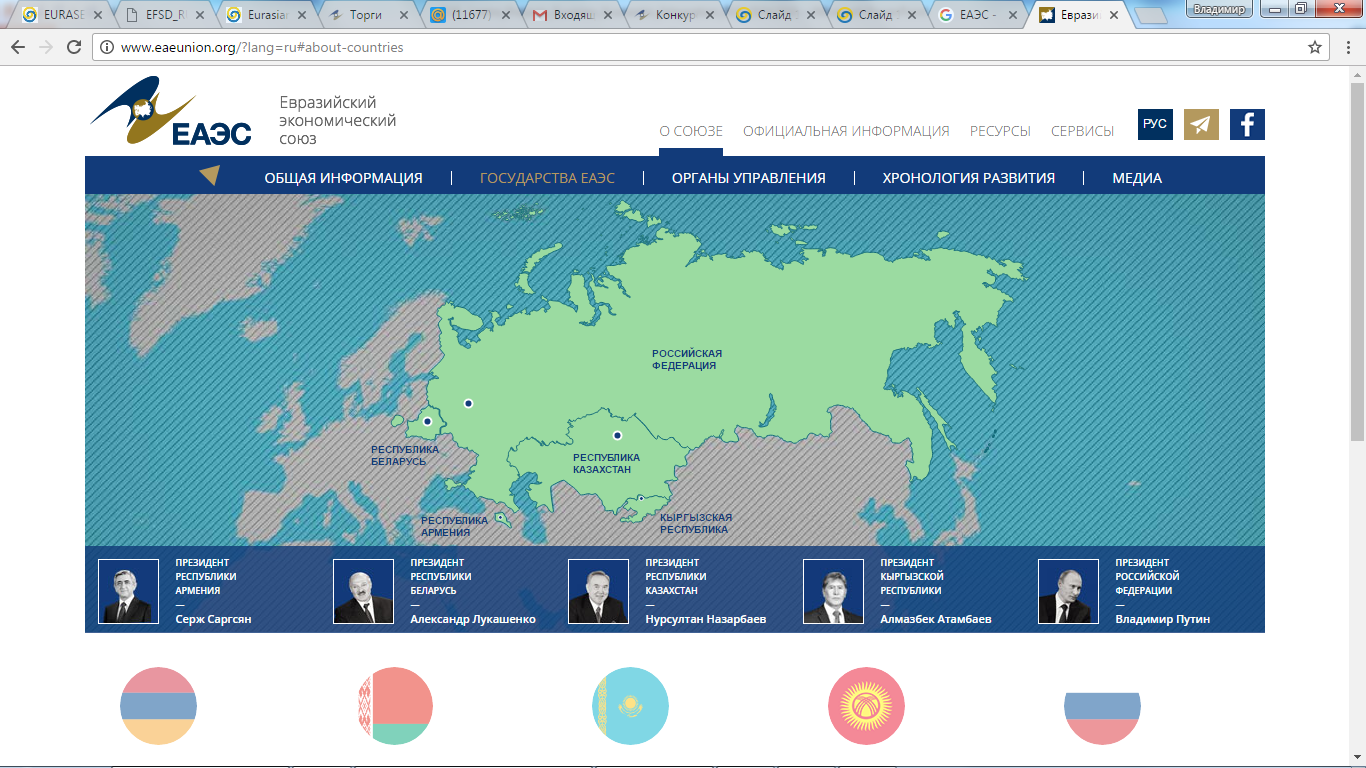 EURASE
EFSD_RU
Eurasian
Торги
(11677)
Входящ
Конкур
Слайд
Слайд
ЕАЭС -
Еврази
Владимир
www.eaeunion.org/?lang=ru#about-countries
ЕАЭС
Евразийский
экономический
союз
О СОЮЗЕ ОФИЦИАЛЬНАЯ ИНФОРМАЦИЯ РЕСУРСЫ СЕРВИСЫ РУС
ОБЩАЯ ИНФОРМАЦИЯ ГОСУДАРСТВА ЕАЭС ОРГАНЫ УПРАВЛЕНИЯ ХРОНОЛОГИЯ РАЗВИТИЯ МЕДИА
РОССИЙСКАЯ
ФЕДЕРАЦИЯ
РЕСПУБЛИКА
БЕЛАРУСЬ
РЕСПУБЛИКА
КАЗАХСТАН
РЕСПУБЛИКА
АРМЕНИЯ
КЫРГЫЗСКАЯ
РЕСПУБЛИКА
ПРЕЗИДЕНТ
РЕСПУБЛИКИ
АРМЕНИЯ
—
Серж Саргсян
ПРЕЗИДЕНТ
РЕСПУБЛИКИ
БЕЛАРУСЬ
—
Александр Лукашенко
ПРЕЗИДЕНТ
РЕСПУБЛИКИ
КАЗАХСТАН
—
Нурсултан Назарбаев
ПРЕЗИДЕНТ
КЫРГЫЗСКОЙ
РЕСПУБЛИКИ
—
Алмазбек Атамбаев
ПРЕЗИДЕНТ
РОССИЙСКОЙ
ФЕДЕРАЦИИ
—
Владимир Путин